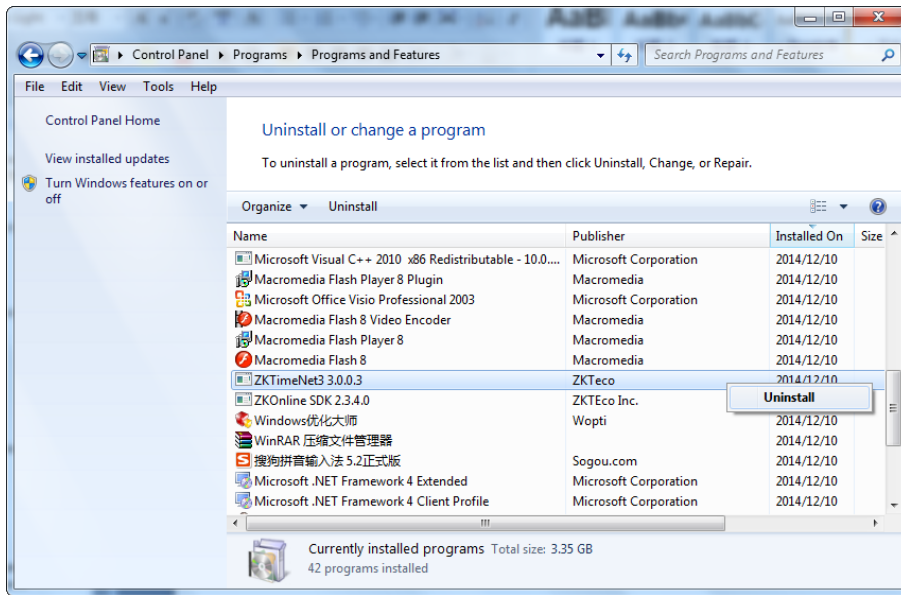 AaBl AaBbr AaBbC
Control Panel Programs Programs and Features Search Programs and Features
File Edit View Tools Help
Control Panel Home
View installed updates
Turn Windows features on or
off
Uninstall or change a program
To uninstall a program, select it from the list and then click Uninstall, Change, or Repair.
Organize Uninstall
Name Publisher Installed On Size
Microsoft Visual C++ 2010 x86 Redistributable - 10.0.... Microsoft Corporation 2014/12/10
Macromedia Flash Player 8 Plugin Macromedia 2014/12/10
Microsoft Office Visio Professional 2003 Microsoft Corporation 2014/12/10
Macromedia Flash 8 Video Encoder Macromedia 2014/12/10
Macromedia Flash Player 8 Macromedia 2014/12/10
Macromedia Flash 8 Macromedia 2014/12/10
ZKTimeNet3 3.0.0.3 ZKTeco 2014/12/10
Uninstall
ZKOnline SDK 2.3.4.0 ZKTEco Inc.
Windows优化大师 Wopti 2014/12/10
WinRAR 压缩文件管理器 2014/12/10
搜狗拼音输入法 5.2正式版 Sogou.com 2014/12/10
Microsoft .NET Framework 4 Extended Microsoft Corporation 2014/12/10
Microsoft .NET Framework 4 Client Profile Microsoft Corporation 2014/12/10
Currently installed programs Total size: 3.35 GB
42 programs installed